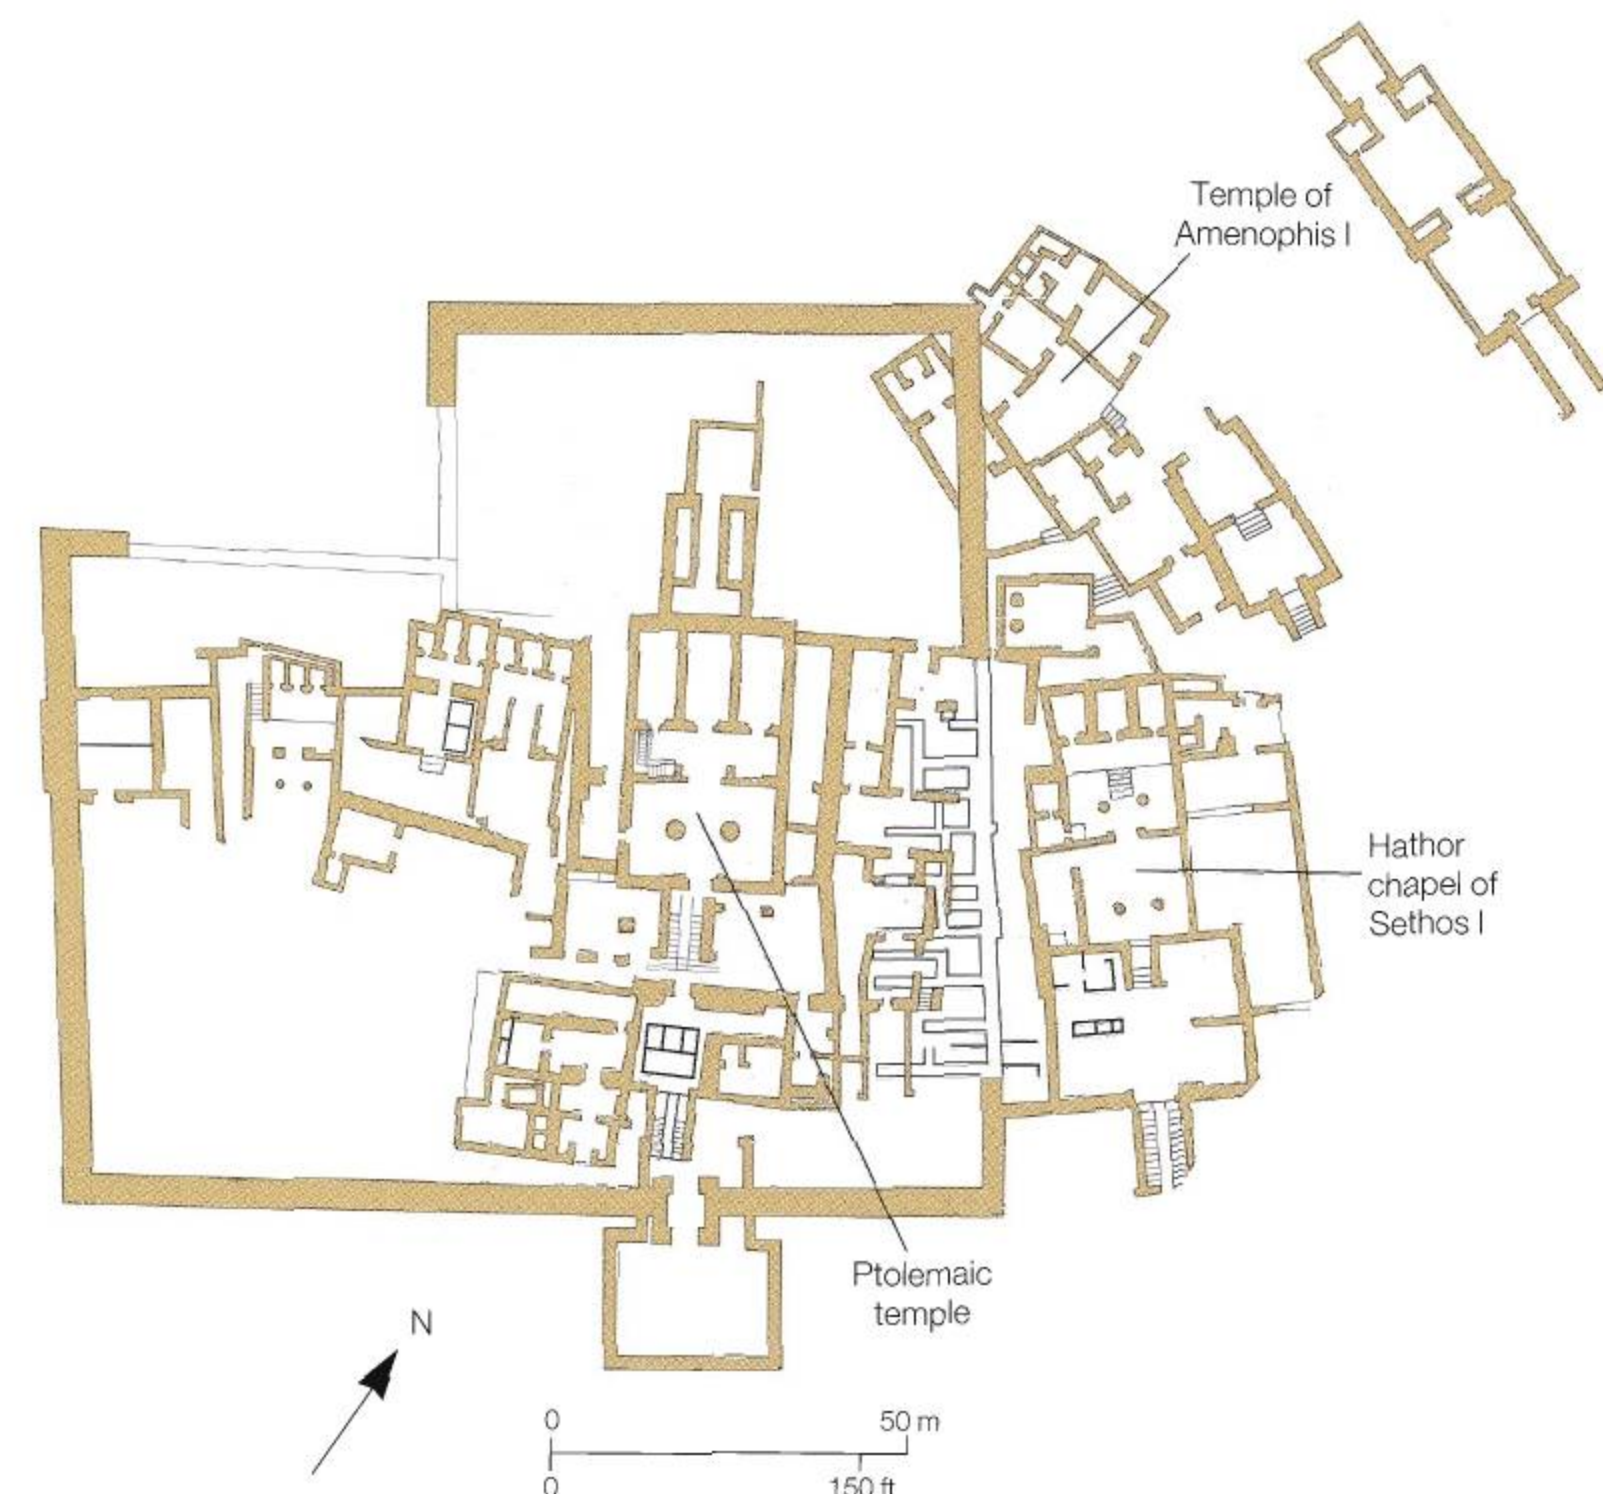 Temple of
Amenophis I
Hathor
chapel of
Sethos I
Ptolemaic
temple
N
0 50 m
0 150 ft